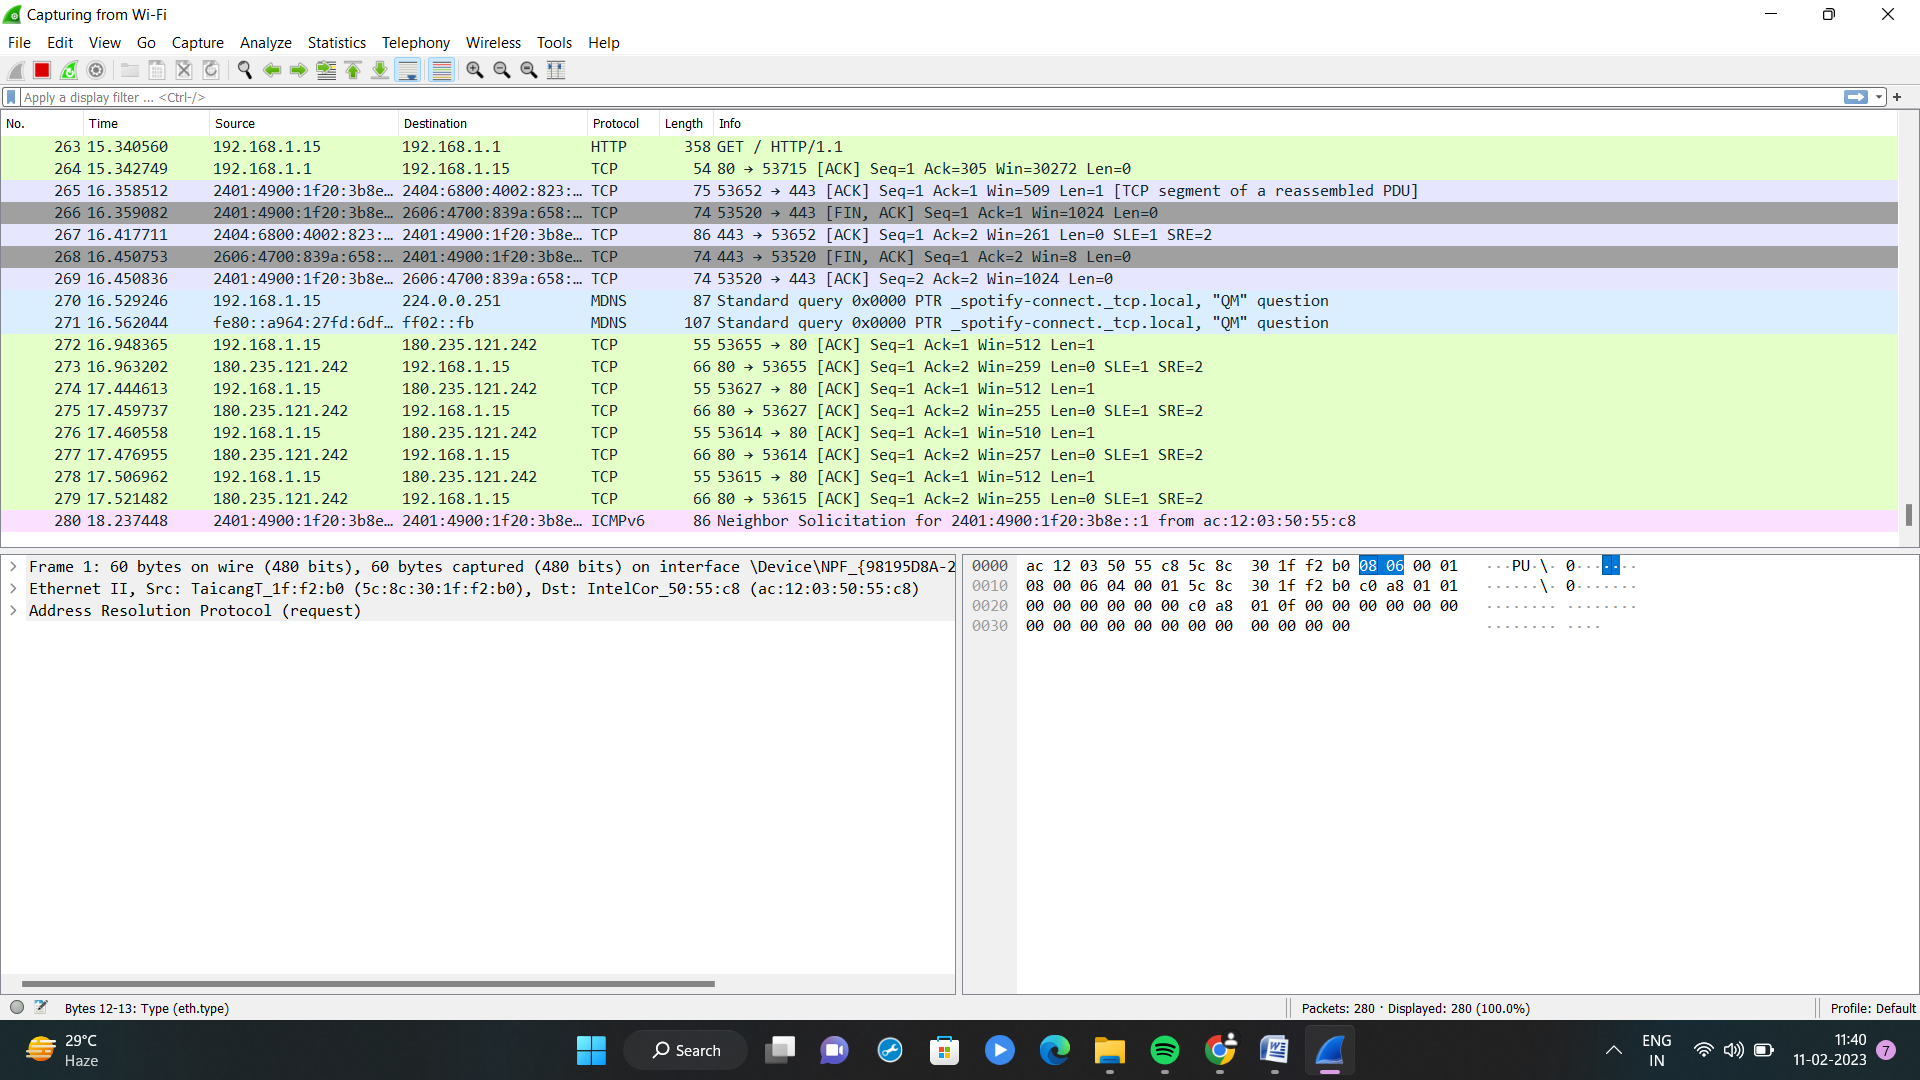 Capturing from Wi-Fi
File Edit View Go Capture Analyze Statistics Telephony Wireless Tools Help
Apply a display filter ... <Ctrl-/>
No. Time Source Destination Protocol Length Info
263 15.340560 192.168.1.15 192.168.1.1 HTTP 358 GET / HTTP/1.1
264 15.342749 192.168.1.1 192.168.1.15 TCP 54 80 → 53715 [ACK] Seq=1 Ack=305 Win=30272 Len=0
265 16.358512 2401:4900:1f20:3b8e… 2404:6800:4002:823:… TCP 75 53652 → 443 [ACK] Seq=1 Ack=1 Win=509 Len=1 [TCP segment of a reassembled PDU]
266 16.359082 2401:4900:1f20:3b8e… 2606:4700:839a:658:… TCP 74 53520 → 443 [FIN, ACK] Seq=1 Ack=1 Win=1024 Len=0
267 16.417711 2404:6800:4002:823:… 2401:4900:1f20:3b8e… TCP 86 443 → 53652 [ACK] Seq=1 Ack=2 Win=261 Len=0 SLE=1 SRE=2
268 16.450753 2606:4700:839a:658:… 2401:4900:1f20:3b8e… TCP 74 443 → 53520 [FIN, ACK] Seq=1 Ack=2 Win=8 Len=0
269 16.450836 2401:4900:1f20:3b8e… 2606:4700:839a:658:… TCP 74 53520 → 443 [ACK] Seq=2 Ack=2 Win=1024 Len=0
270 16.529246 192.168.1.15 224.0.0.251 MDNS 87 Standard query 0x0000 PTR _spotify-connect._tcp.local, "QM" question
271 16.562044 fe80::a964:27fd:6df… ff02::fb MDNS 107 Standard query 0x0000 PTR _spotify-connect._tcp.local, "QM" question
272 16.948365 192.168.1.15 180.235.121.242 TCP 55 53655 → 80 [ACK] Seq=1 Ack=1 Win=512 Len=1
273 16.963202 180.235.121.242 192.168.1.15 TCP 66 80 → 53655 [ACK] Seq=1 Ack=2 Win=259 Len=0 SLE=1 SRE=2
274 17.444613 192.168.1.15 180.235.121.242 TCP 55 53627 → 80 [ACK] Seq=1 Ack=1 Win=512 Len=1
275 17.459737 180.235.121.242 192.168.1.15 TCP 66 80 → 53627 [ACK] Seq=1 Ack=2 Win=255 Len=0 SLE=1 SRE=2
276 17.460558 192.168.1.15 180.235.121.242 TCP 55 53614 → 80 [ACK] Seq=1 Ack=1 Win=510 Len=1
277 17.476955 180.235.121.242 192.168.1.15 TCP 66 80 → 53614 [ACK] Seq=1 Ack=2 Win=257 Len=0 SLE=1 SRE=2
278 17.506962 192.168.1.15 180.235.121.242 TCP 55 53615 → 80 [ACK] Seq=1 Ack=1 Win=512 Len=1
279 17.521482 180.235.121.242 192.168.1.15 TCP 66 80 → 53615 [ACK] Seq=1 Ack=2 Win=255 Len=0 SLE=1 SRE=2
280 18.237448 2401:4900:1f20:3b8e… 2401:4900:1f20:3b8e… ICMPv6 86 Neighbor Solicitation for 2401:4900:1f20:3b8e::1 from ac:12:03:50:55:c8
Frame 1: 60 bytes on wire (480 bits), 60 bytes captured (480 bits) on interface \Device\NPF_{98195D8A-2
Ethernet II, Src: TaicangT_1f:f2:b0 (5c:8c:30:1f:f2:b0), Dst: IntelCor_50:55:c8 (ac:12:03:50:55:c8)
Address Resolution Protocol (request)
0000 ac 12 03 50 55 c8 5c 8c 30 1f f2 b0 08 06 00 01 ···PU·\· 0·······
0010 08 00 06 04 00 01 5c 8c 30 1f f2 b0 c0 a8 01 01 ······\· 0·······
0020 00 00 00 00 00 00 c0 a8 01 0f 00 00 00 00 00 00 ········ ········
0030 00 00 00 00 00 00 00 00 00 00 00 00 ········ ····
Bytes 12-13: Type (eth.type)
Packets: 280 · Displayed: 280 (100.0%)
Profile: Default
29°C
Haze
Search
ENG
IN
11:40
11-02-2023
7